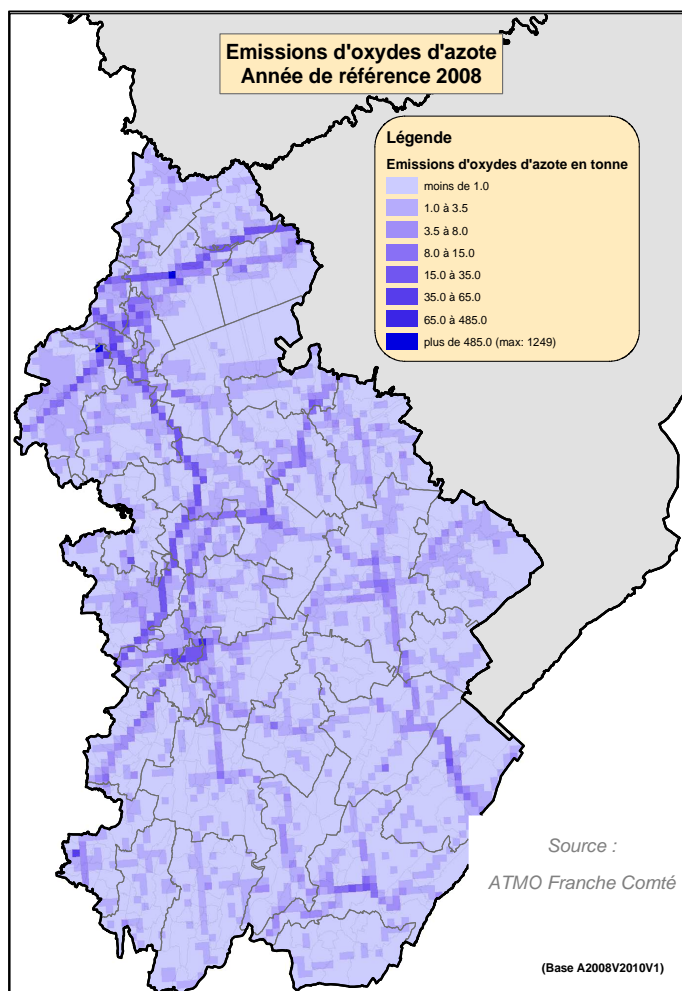 Emissions d'oxydes d'azote
Année de référence 2008
Légende
Emissions d'oxydes d'azote en tonne
moins de 1.0
1.0 à 3.5
3.5 à 8.0
8.0 à 15.0
15.0 à 35.0
35.0 à 65.0
65.0 à 485.0
plus de 485.0 (max: 1249)
Source :
ATMO Franche Comté
(Base A2008V2010V1)